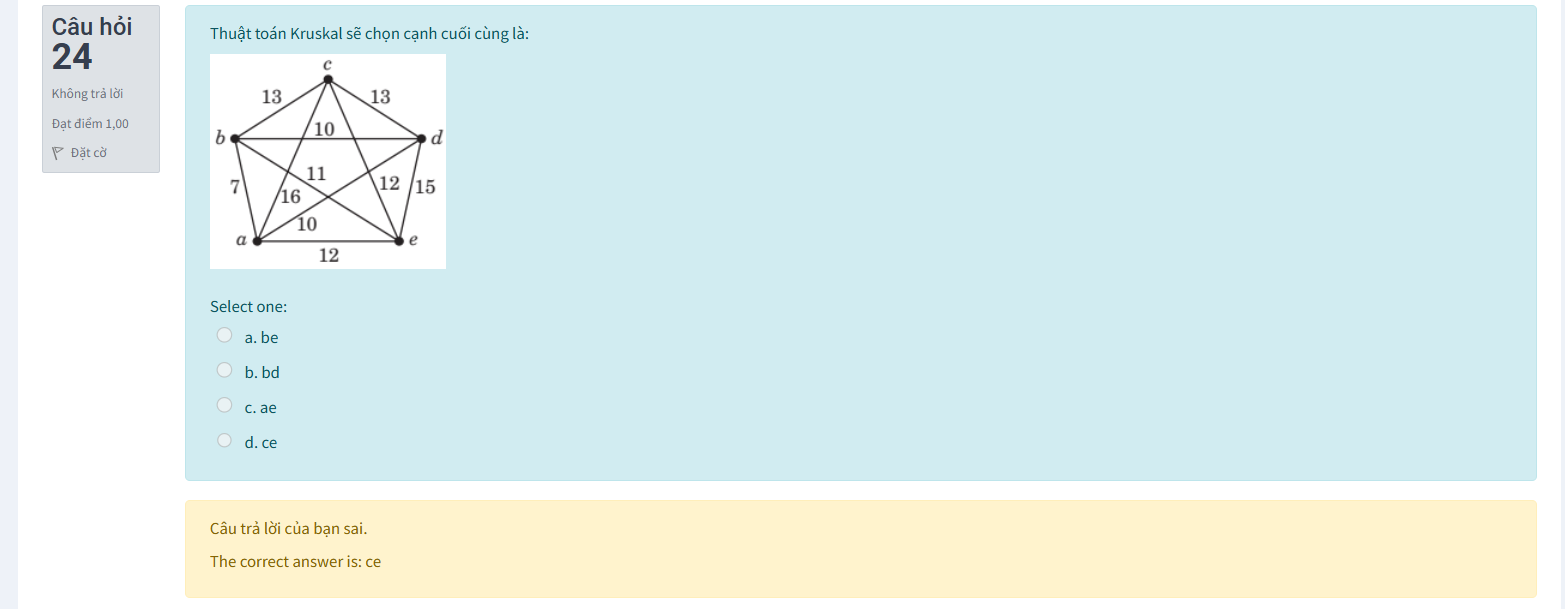 Câu hỏi
24
Không trả lời
Đạt điểm 1,00
Đặt cờ
Thuật toán Kruskal sẽ chọn cạnh cuối cùng là:
c
13
13
b
10
d
11
7
16
12
15
10
a
e
12
Select one:
a. be
b. bd
c. ae
d. ce
Câu trả lời của bạn sai.
The correct answer is: ce